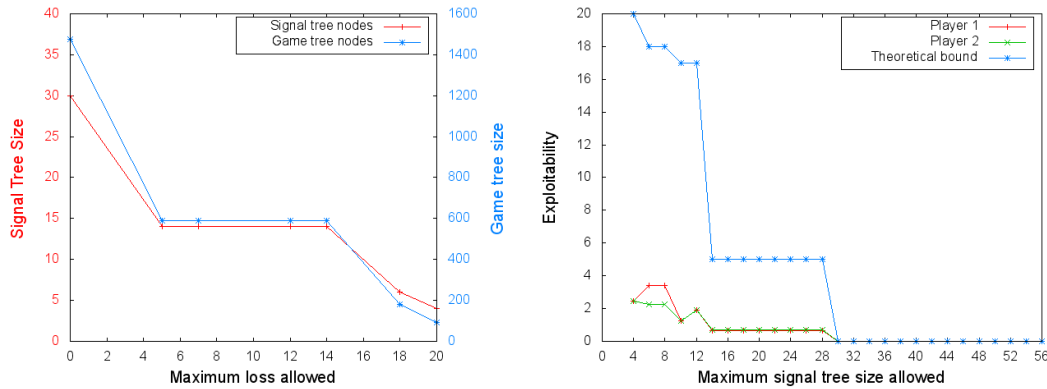 Signal tree nodes
Game tree nodes
Signal Tree Size
40
35
30
25
20
15
10
5
0
1600
1400
1200
1000
800
600
400
200
0
Game tree size
0 2 4 6 8 10 12 14 16 18 20
Maximum loss allowed
Player 1
Player 2
Theoretical bound
Exploitability
20
18
16
14
12
10
8
6
4
2
0
0 4 8 12 16 20 24 28 32 36 40 44 48 52 56
Maximum signal tree size allowed